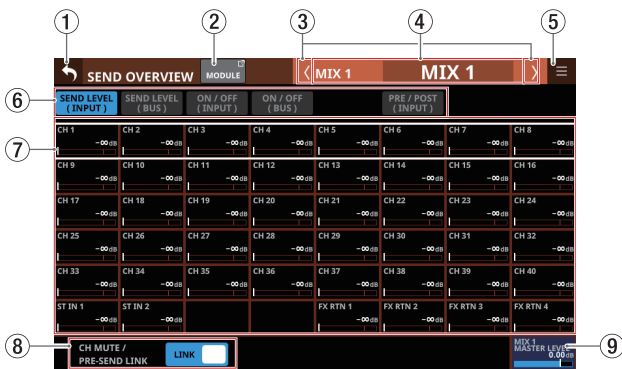 1 2 3 4 5
SEND OVERVIEW MODULE MIX 1 MIX 1
6 SEND LEVEL (INPUT) SEND LEVEL (BUS) ON / OFF (INPUT) ON / OFF (BUS) PRE / POST (INPUT)
7
CH 1 CH 2 CH 3 CH 4 CH 5 CH 6 CH 7 CH 8
-∞dB -∞dB -∞dB -∞dB -∞dB -∞dB -∞dB -∞dB
CH 9 CH 10 CH 11 CH 12 CH 13 CH 14 CH 15 CH 16
-∞dB -∞dB -∞dB -∞dB -∞dB -∞dB -∞dB -∞dB
CH 17 CH 18 CH 19 CH 20 CH 21 CH 22 CH 23 CH 24
-∞dB -∞dB -∞dB -∞dB -∞dB -∞dB -∞dB -∞dB
CH 25 CH 26 CH 27 CH 28 CH 29 CH 30 CH 31 CH 32
-∞dB -∞dB -∞dB -∞dB -∞dB -∞dB -∞dB -∞dB
CH 33 CH 34 CH 35 CH 36 CH 37 CH 38 CH 39 CH 40
-∞dB -∞dB -∞dB -∞dB -∞dB -∞dB -∞dB -∞dB
ST IN 1 ST IN 2 FX RTN 1 FX RTN 2 FX RTN 3 FX RTN 4
-∞dB -∞dB -∞dB -∞dB -∞dB -∞dB
8 CH MUTE / PRE-SEND LINK LINK
MIX 1 MASTER LEVEL 0.00dB 9